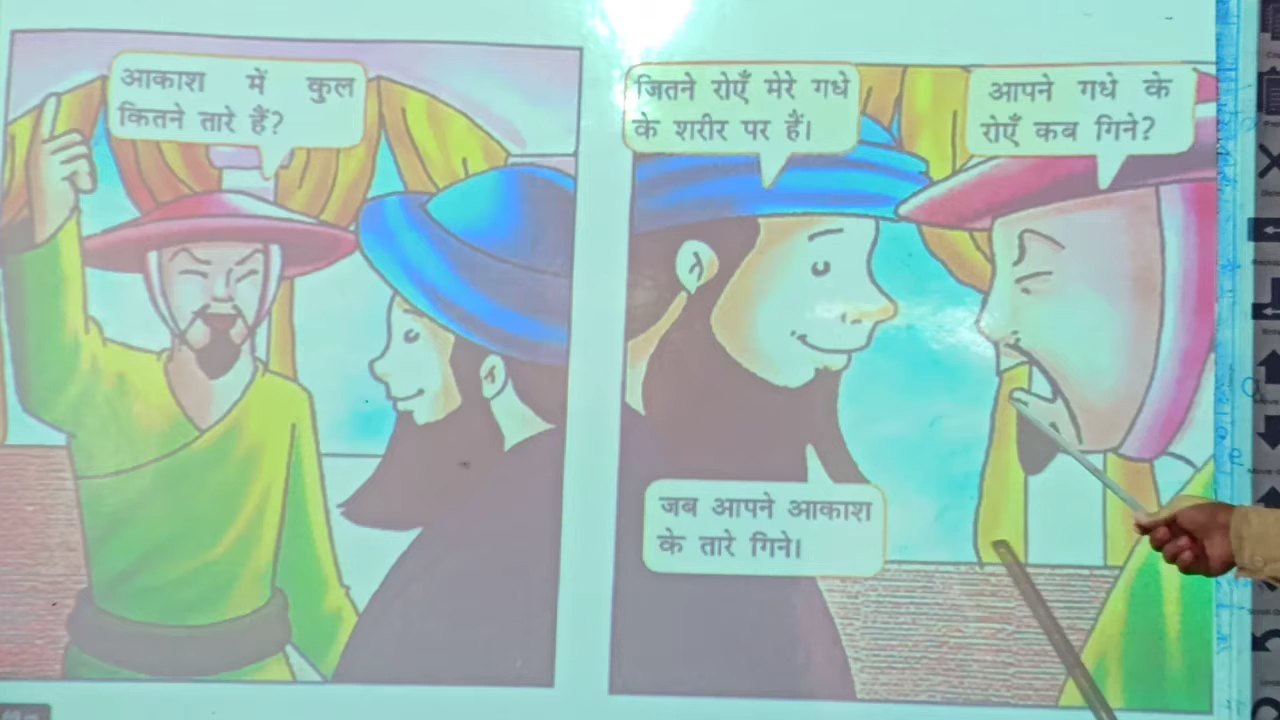 आकाश में कुल
कितने तारे हैं?
जितने रोएँ मेरे गधे
के शरीर पर हैं।
आपने गधे के
रोएँ कब गिने?
जब आपने आकाश
के तारे गिने।